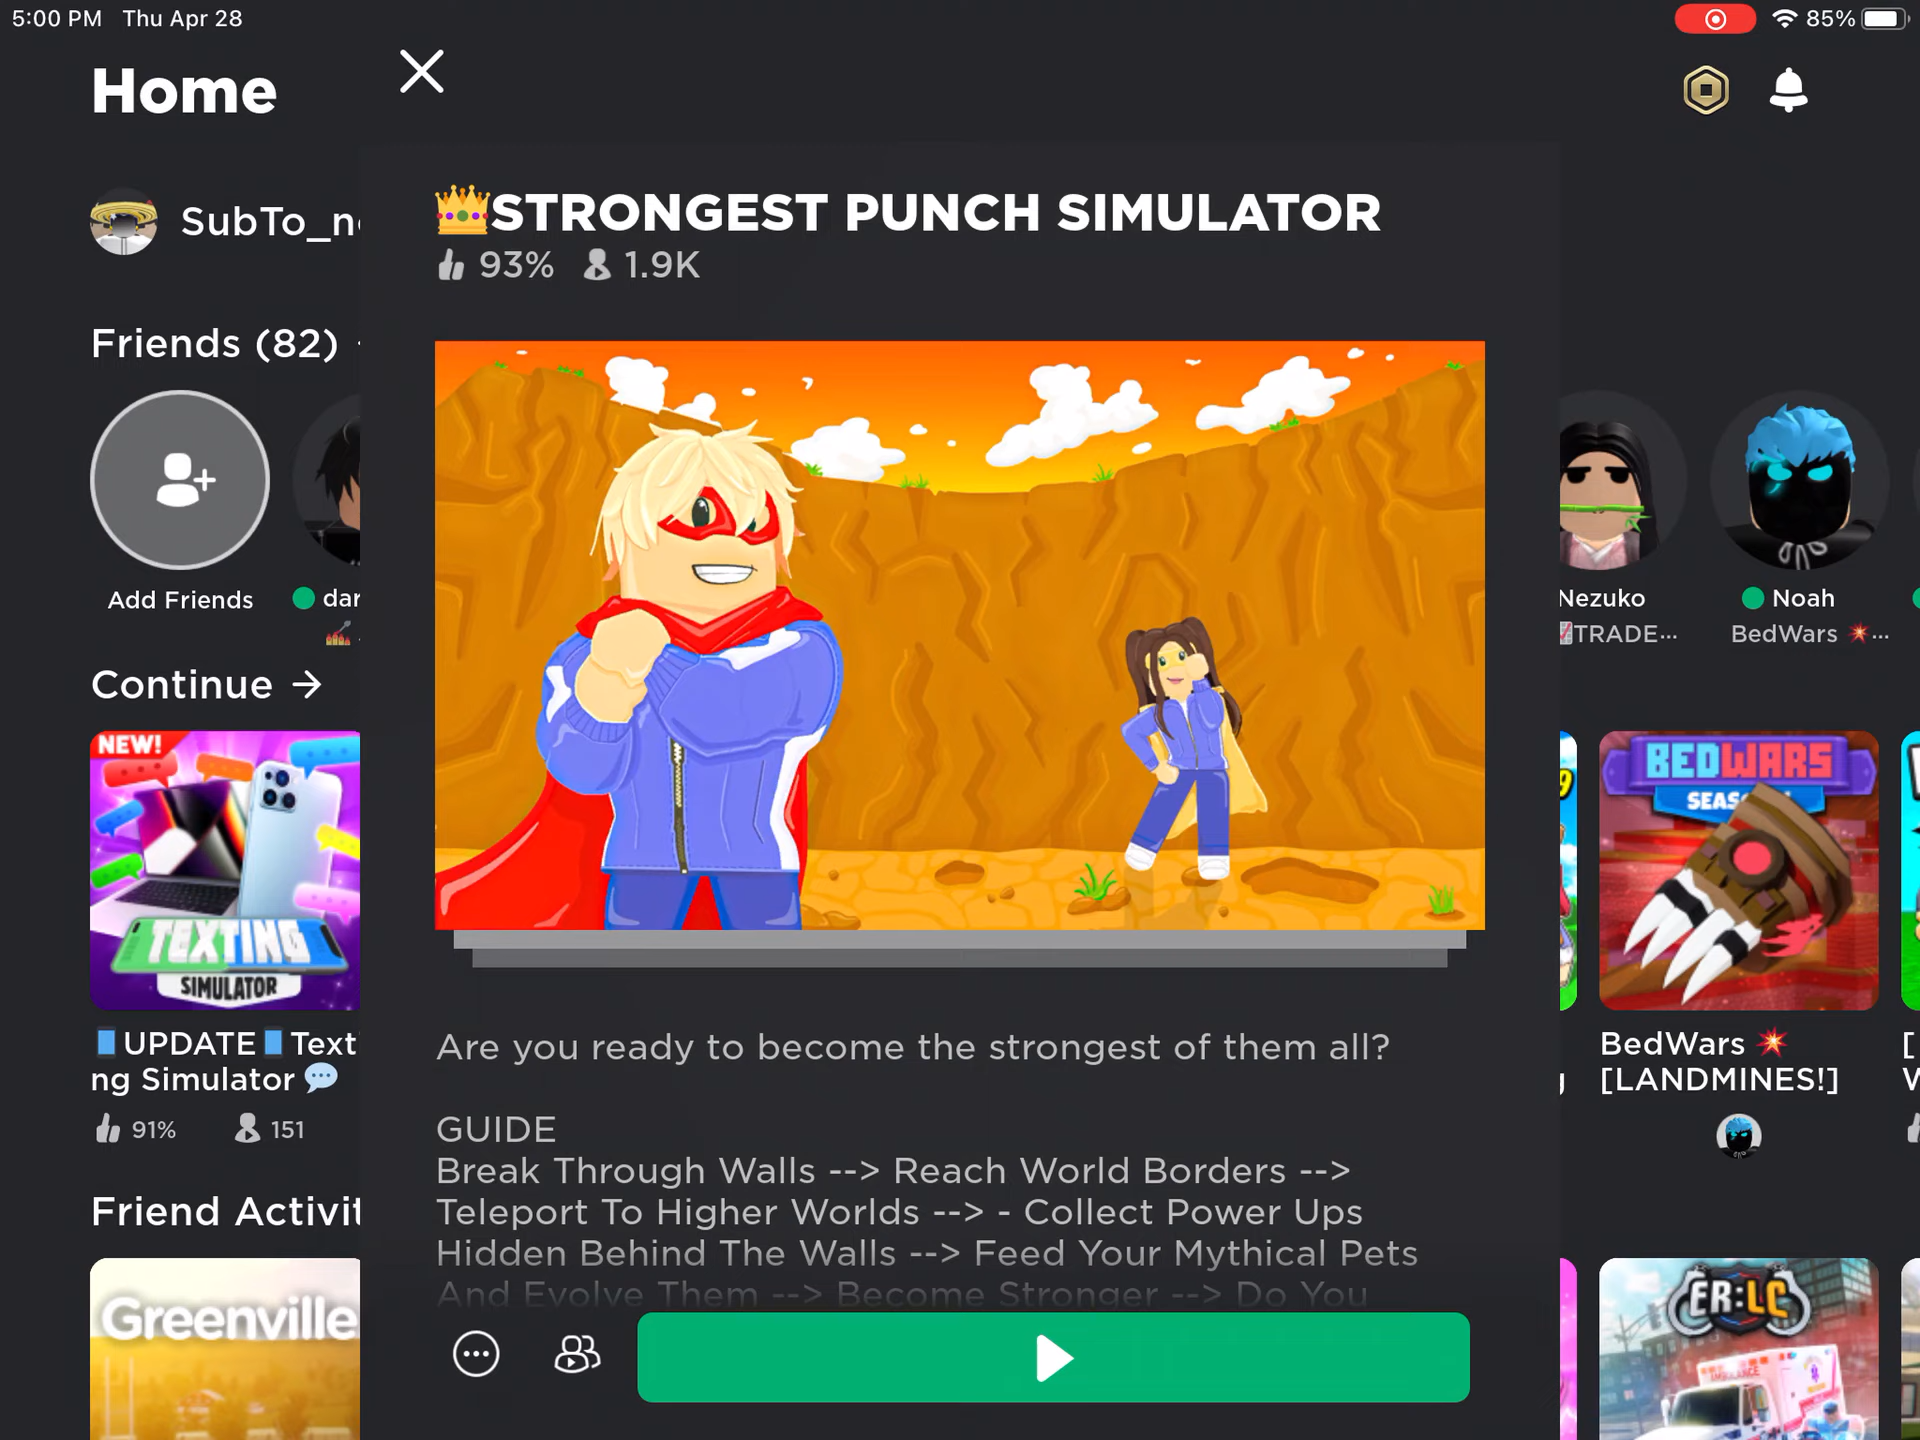 5:00 PM Thu Apr 28
85%
Home
SubTo_n
👑STRONGEST PUNCH SIMULATOR
93% 1.9K
Friends (82)
Add Friends
dar
Nezuko
TRADE...
Noah
BedWars 💥...
Continue →
NEW!
TEXTING
SIMULATOR
UPDATE Text
ng Simulator 💬
91% 151
BEDWARS
SEAS
BedWars 💥
[LANDMINES!]
[
Are you ready to become the strongest of them all?
GUIDE
Break Through Walls --> Reach World Borders -->
Teleport To Higher Worlds --> - Collect Power Ups
Hidden Behind The Walls --> Feed Your Mythical Pets
And Evolve Them --> Become Stronger --> Do You
Friend Activit
Greenville
ER:LC
AMBULANCE